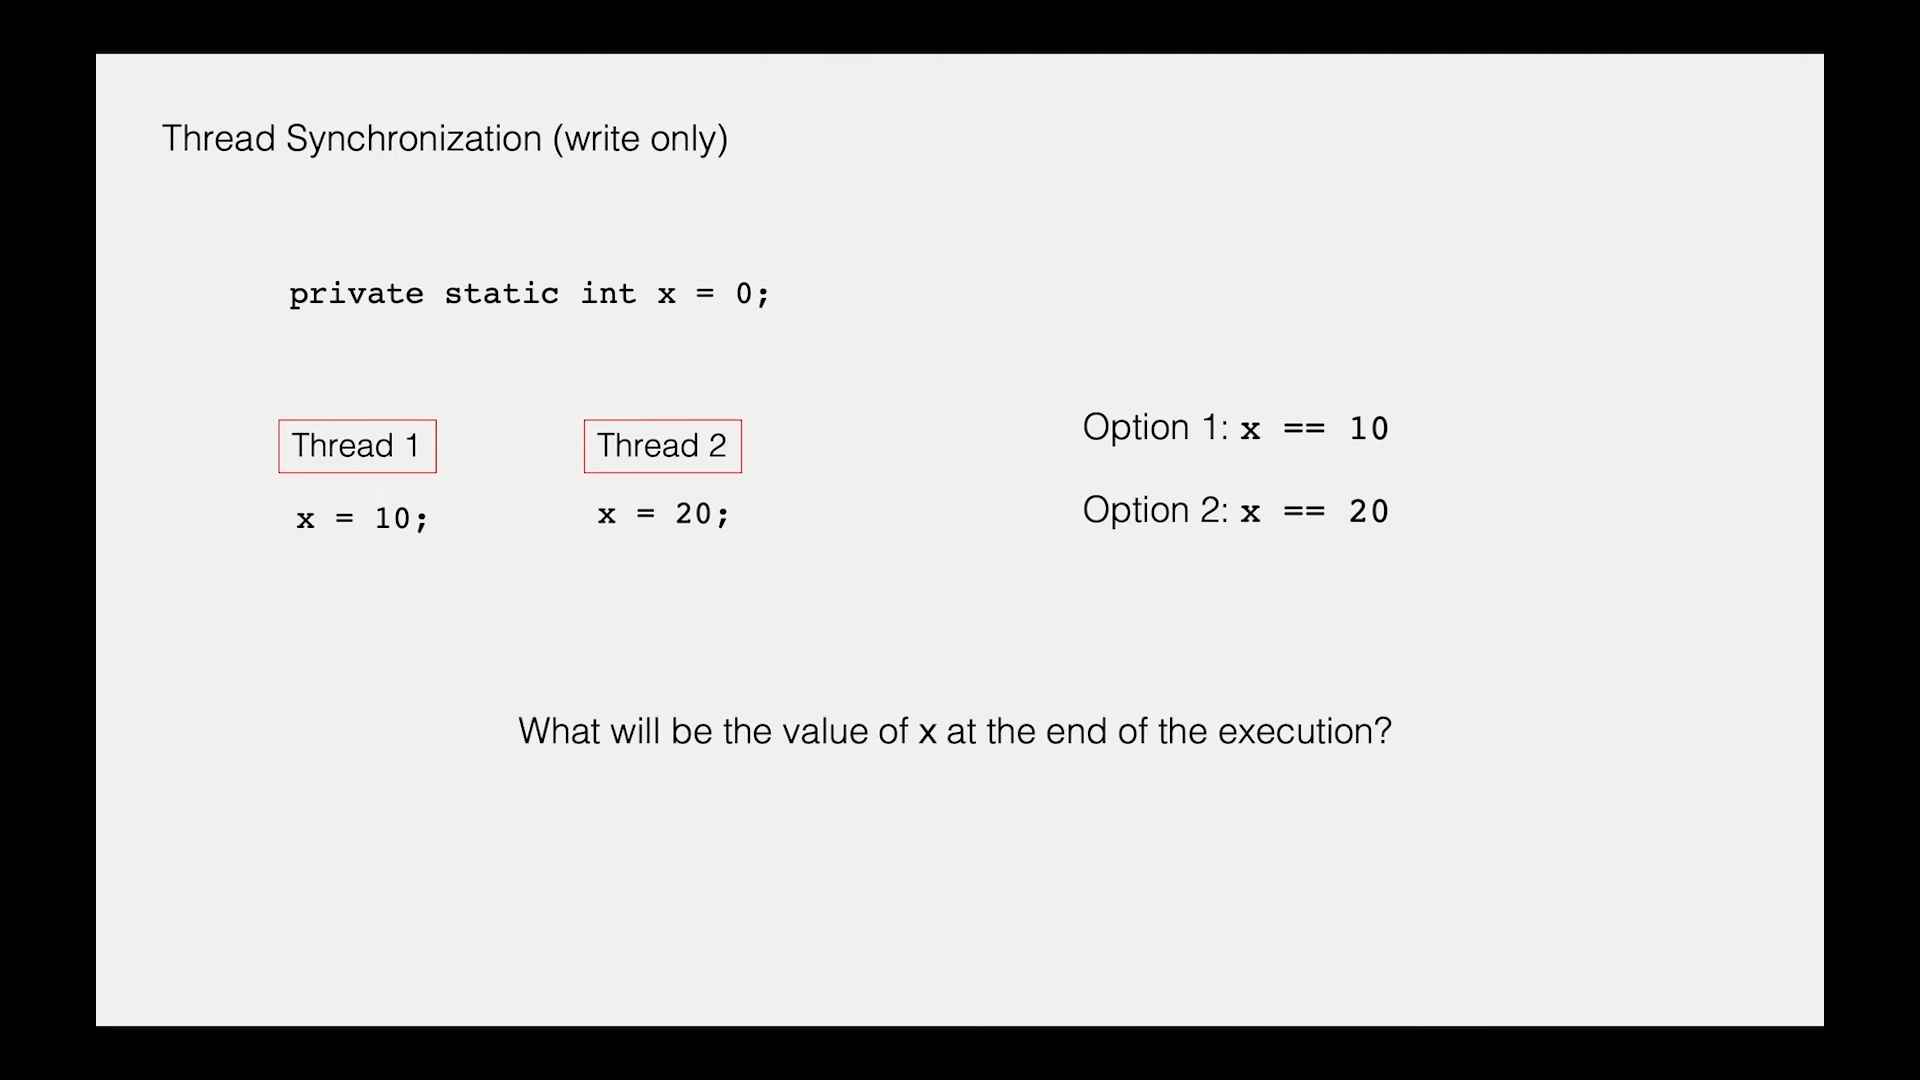 Thread Synchronization (write only)
private static int x = 0;
Thread 1
x = 10;
Thread 2
x = 20;
Option 1: x == 10
Option 2: x == 20
What will be the value of x at the end of the execution?